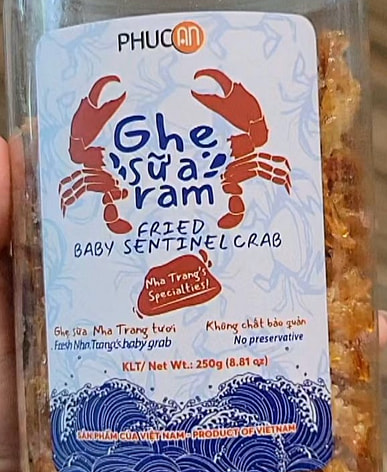 PHUCAN
Ghẹ
sữa
ram
FRIED
BABY SENTINEL CRAB
Nha Trang's
Specialties!
Ghẹ sữa Nha Trang tươi
Fresh Nha Trang's baby grab
Không chất bảo quản
No preservative
KLT/ Net Wt.: 250g (8.81 oz)
SẢN PHẨM CỦA VIỆT NAM - PRODUCT OF VIETNAM